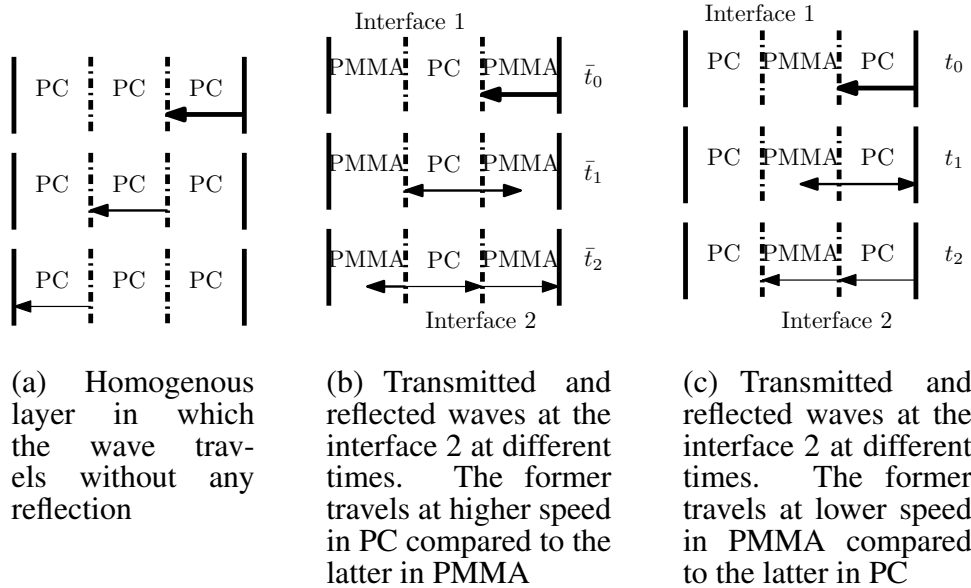 PC PC PC
PC PC PC
PC PC PC
(a) Homogenous
layer in which
the wave trav-
els without any
reflection
Interface 1
PMMA PC PMMA t̄0
PMMA PC PMMA t̄1
PMMA PC PMMA t̄2
Interface 2
(b) Transmitted and
reflected waves at the
interface 2 at different
times. The former
travels at higher speed
in PC compared to the
latter in PMMA
Interface 1
PC PMMA PC t0
PC PMMA PC t1
PC PMMA PC t2
Interface 2
(c) Transmitted and
reflected waves at the
interface 2 at different
times. The former
travels at lower speed
in PMMA compared
to the latter in PC